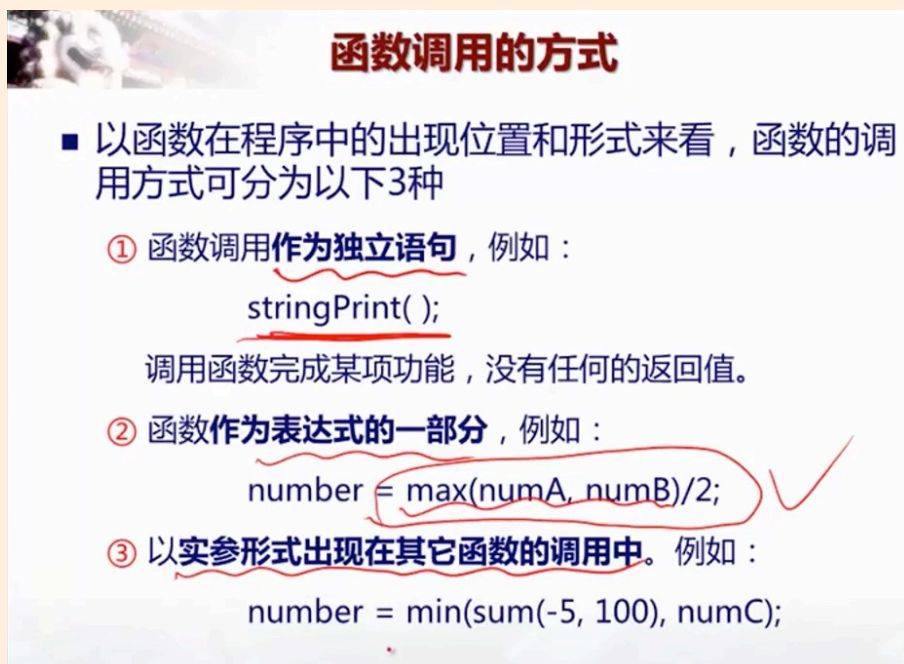 函数调用的方式
■ 以函数在程序中的出现位置和形式来看，函数的调
用方式可分为以下3种
① 函数调用作为独立语句，例如：
stringPrint( );
调用函数完成某项功能，没有任何的返回值。
② 函数作为表达式的一部分，例如：
number = max(numA, numB)/2;
③ 以实参形式出现在其它函数的调用中。例如：
number = min(sum(-5, 100), numC);